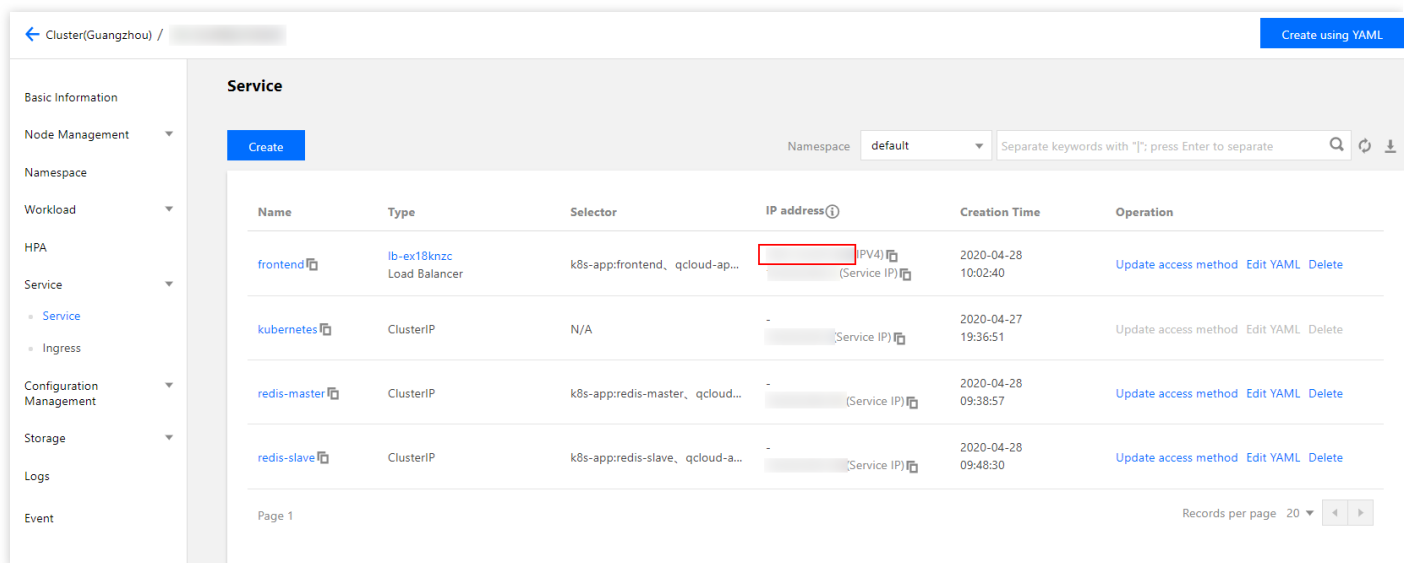 Cluster(Guangzhou) /
Create using YAML
Basic Information
Node Management
Namespace
Workload
HPA
Service
Service
Ingress
Configuration
Management
Storage
Logs
Event
Service
Create
Namespace default Separate keywords with "|"; press Enter to separate
Name Type Selector IP address Creation Time Operation
frontend lb-ex18knzc
Load Balancer k8s-app:frontend、qcloud-ap... IPV4)
(Service IP) 2020-04-28
10:02:40 Update access method Edit YAML Delete
kubernetes ClusterIP N/A -
(Service IP) 2020-04-27
19:36:51 Update access method Edit YAML Delete
redis-master ClusterIP k8s-app:redis-master、qcloud... -
(Service IP) 2020-04-28
09:38:57 Update access method Edit YAML Delete
redis-slave ClusterIP k8s-app:redis-slave、qcloud-a... -
(Service IP) 2020-04-28
09:48:30 Update access method Edit YAML Delete
Page 1
Records per page 20